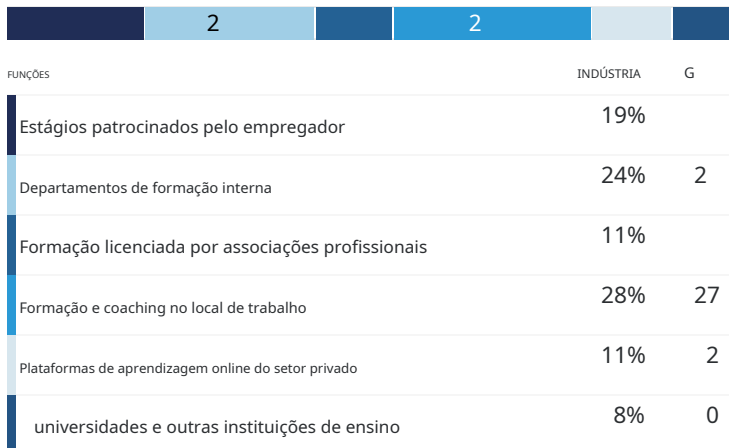 2 2
FUNÇÕES INDÚSTRIA G
Estágios patrocinados pelo empregador 19%
Departamentos de formação interna 24% 2
Formação licenciada por associações profissionais 11%
Formação e coaching no local de trabalho 28% 27
Plataformas de aprendizagem online do setor privado 11% 2
universidades e outras instituições de ensino 8% 0